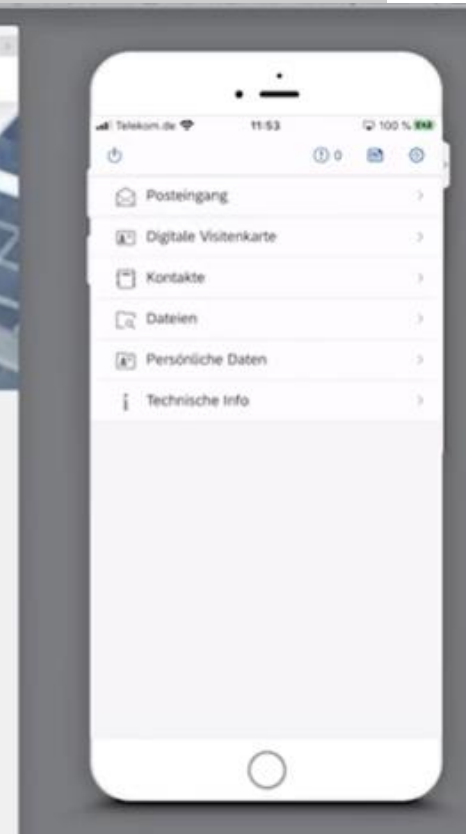 Telekom.de 11:53 100 %
0
Posteingang
Digitale Visitenkarte
Kontakte
Dateien
Persönliche Daten
Technische Info